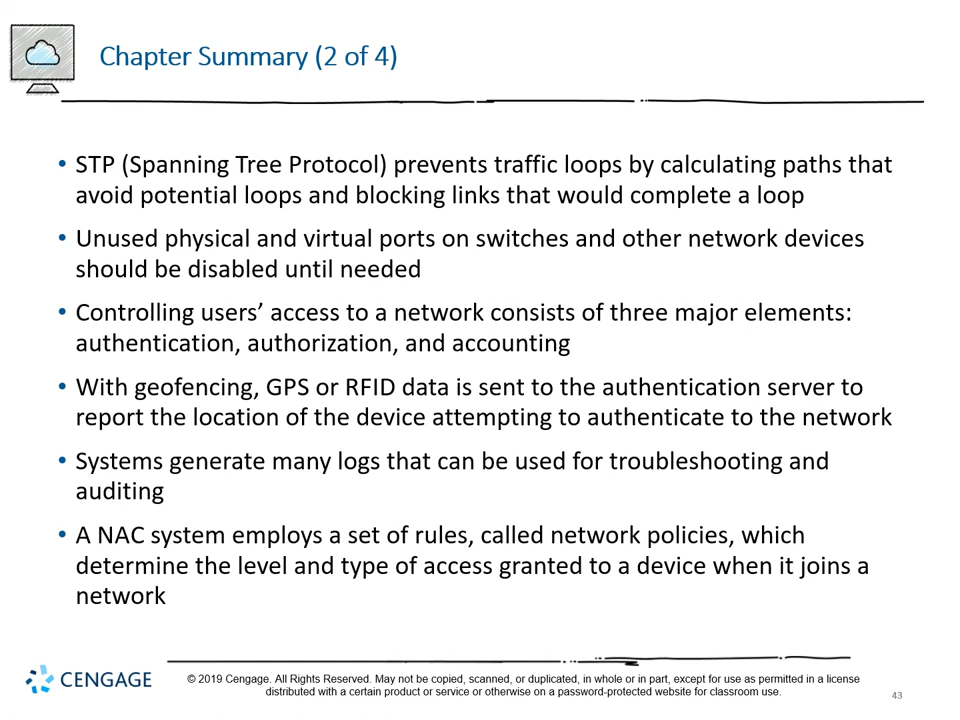 Chapter Summary (2 of 4)
• STP (Spanning Tree Protocol) prevents traffic loops by calculating paths that
avoid potential loops and blocking links that would complete a loop
• Unused physical and virtual ports on switches and other network devices
should be disabled until needed
• Controlling users’ access to a network consists of three major elements:
authentication, authorization, and accounting
• With geofencing, GPS or RFID data is sent to the authentication server to
report the location of the device attempting to authenticate to the network
• Systems generate many logs that can be used for troubleshooting and
auditing
• A NAC system employs a set of rules, called network policies, which
determine the level and type of access granted to a device when it joins a
network
CENGAGE
© 2019 Cengage. All Rights Reserved. May not be copied, scanned, or duplicated, in whole or in part, except for use as permitted in a license
distributed with a certain product or service or otherwise on a password-protected website for classroom use.
43